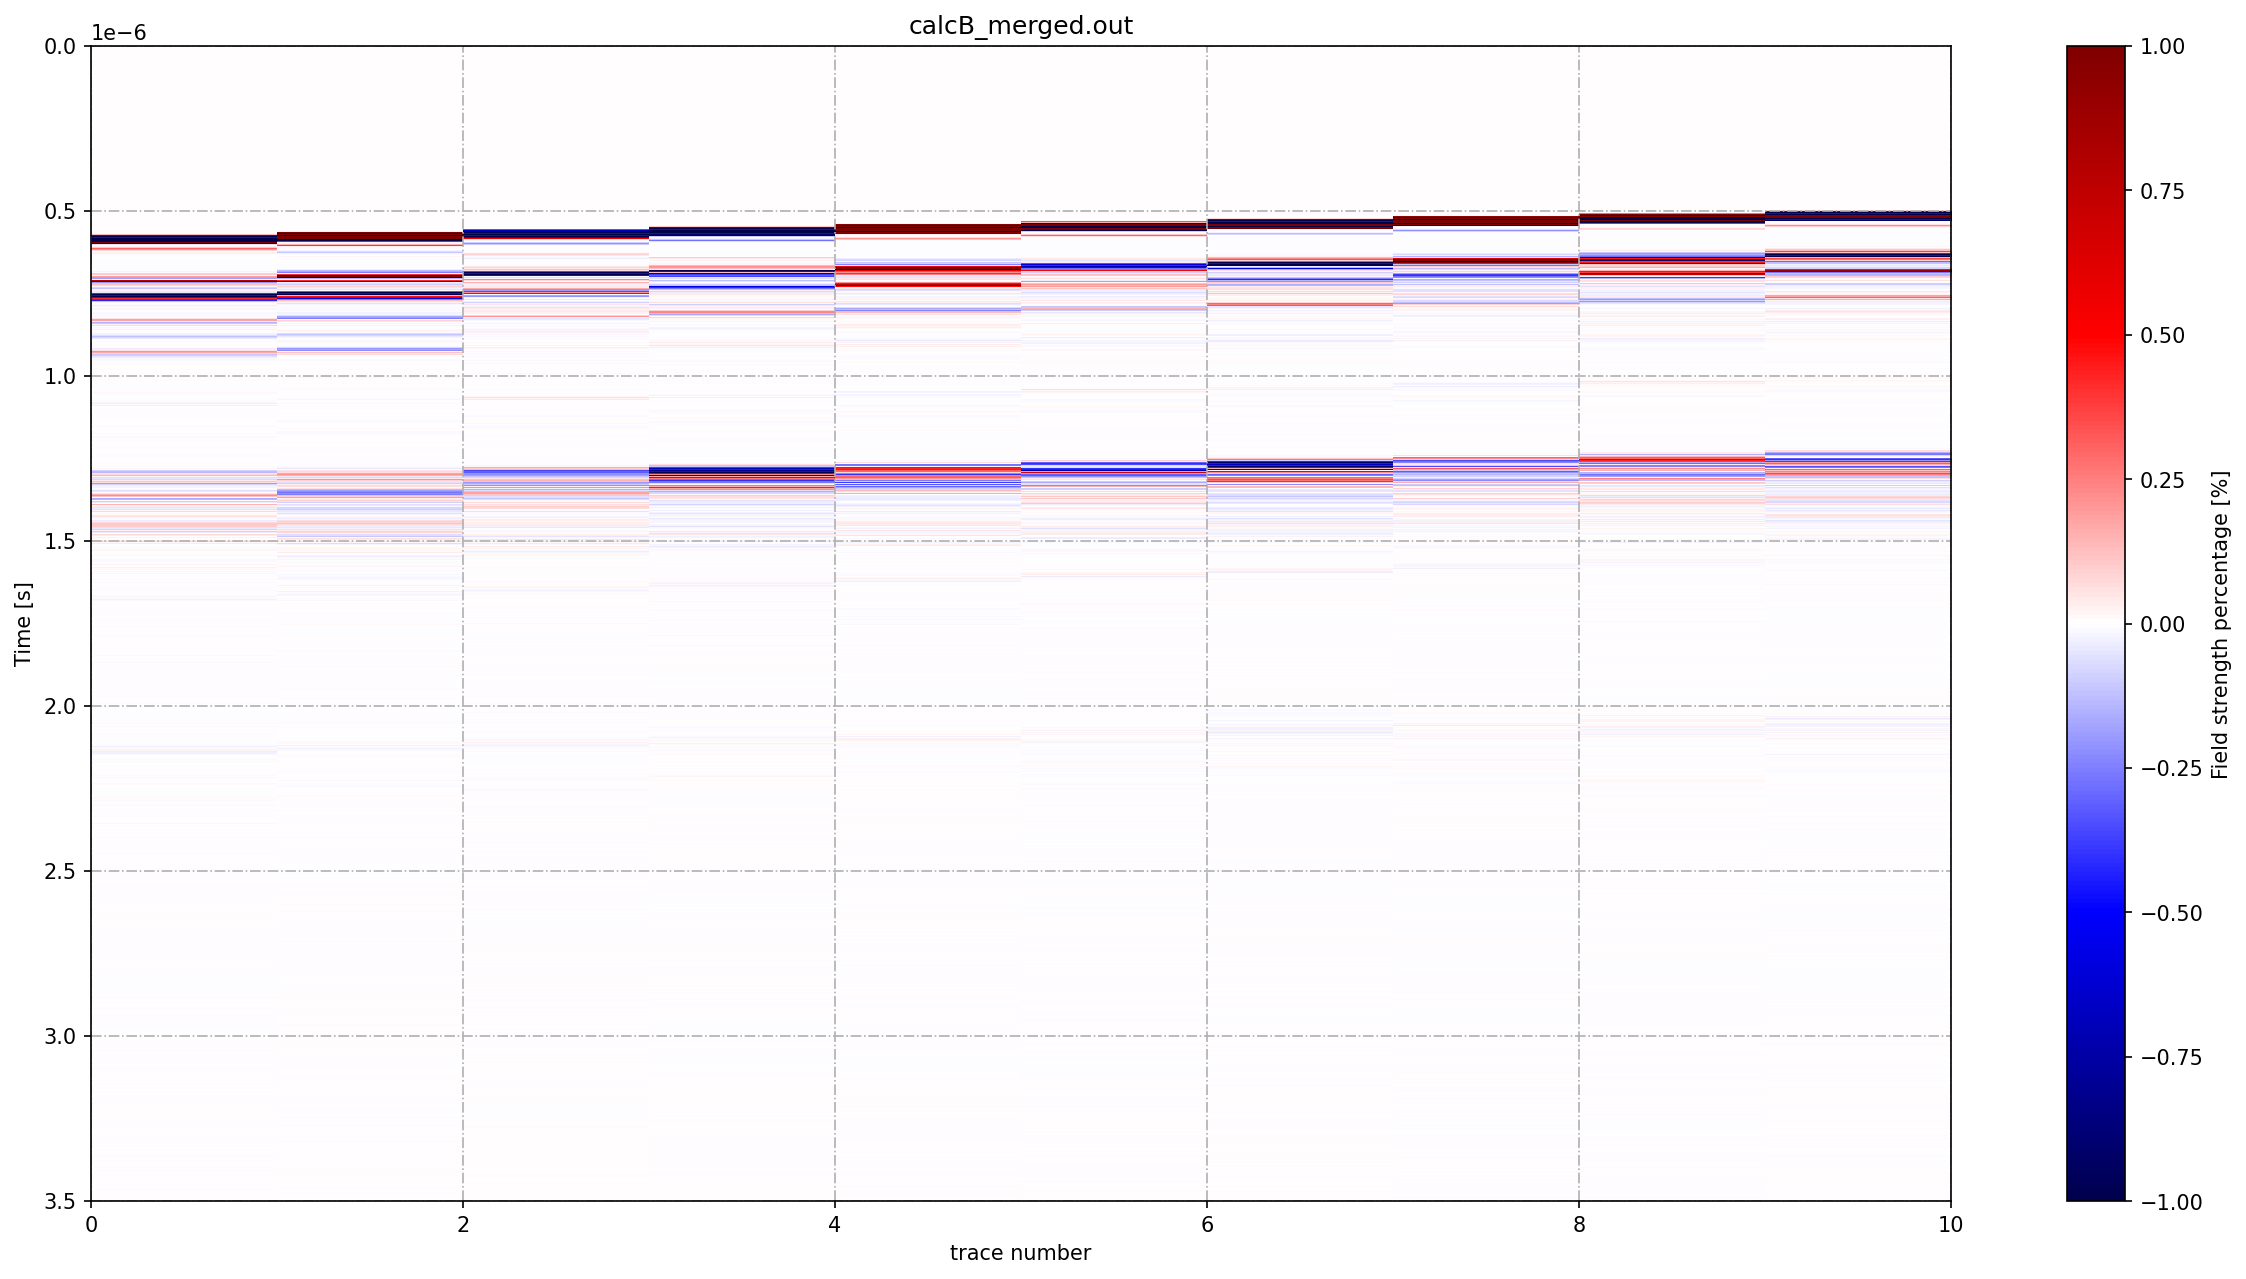 calcB_merged.out
1e−6
0.0
0.5
1.0
1.5
2.0
2.5
3.0
3.5
Time [s]
0 2 4 6 8 10
trace number
1.00
0.75
0.50
0.25
0.00
−0.25
−0.50
−0.75
−1.00
Field strength percentage [%]